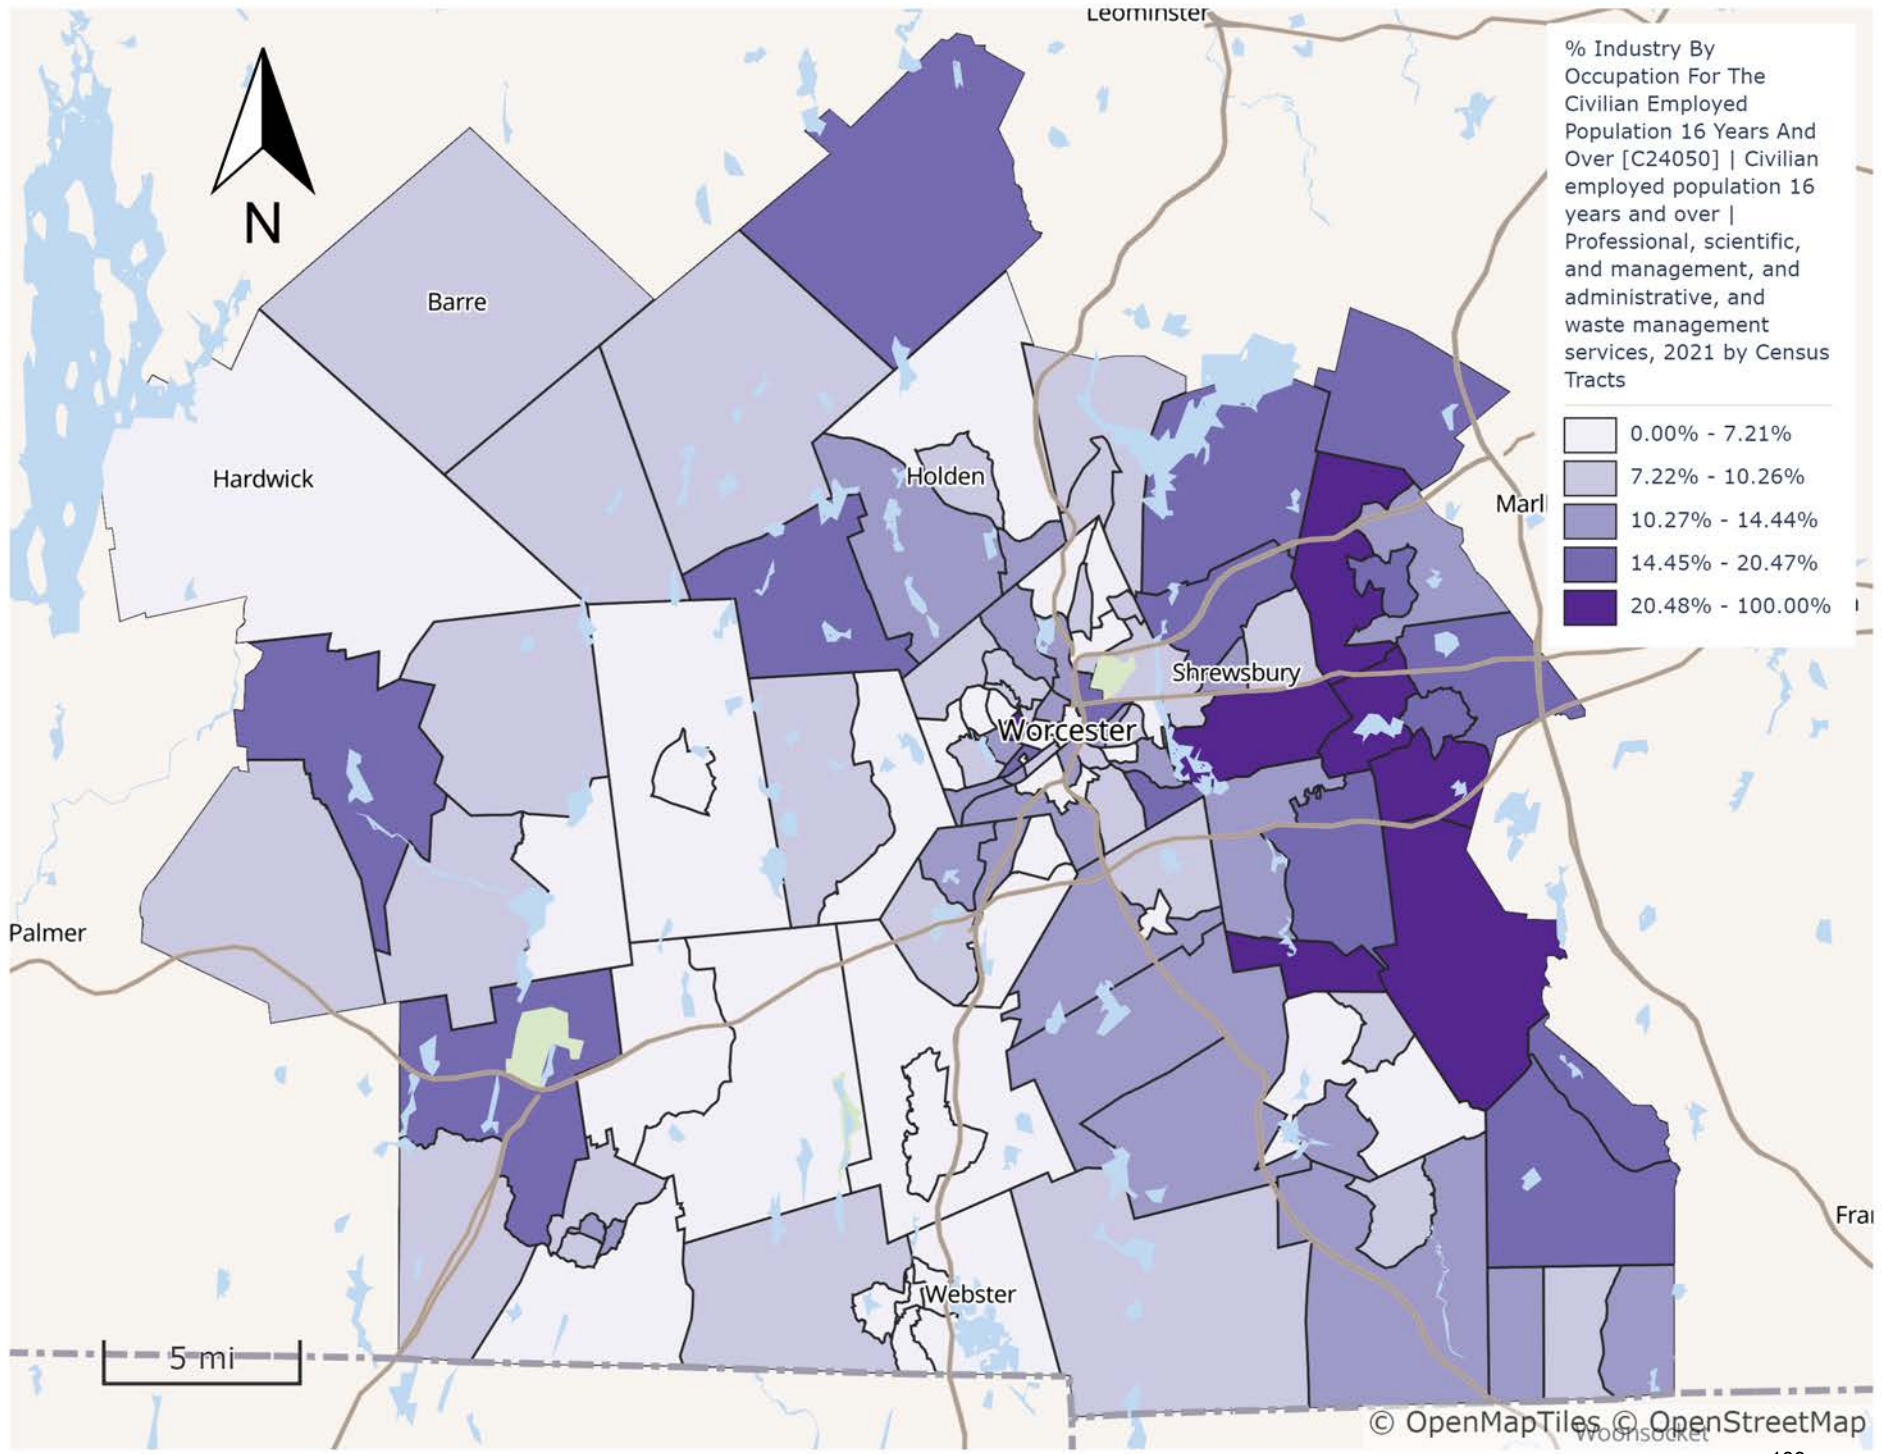 Leominster
% Industry By
Occupation For The
Civilian Employed
Population 16 Years And
Over [C24050] | Civilian
employed population 16
years and over |
Professional, scientific,
and management, and
administrative, and
waste management
services, 2021 by Census
Tracts
0.00% - 7.21%
7.22% - 10.26%
10.27% - 14.44%
14.45% - 20.47%
20.48% - 100.00%
N
Barre
Hardwick
Holden
Marl
Shrewsbury
Worcester
Palmer
Fra
Webster
5 mi
© OpenMapTiles © OpenStreetMap
Woonsocket